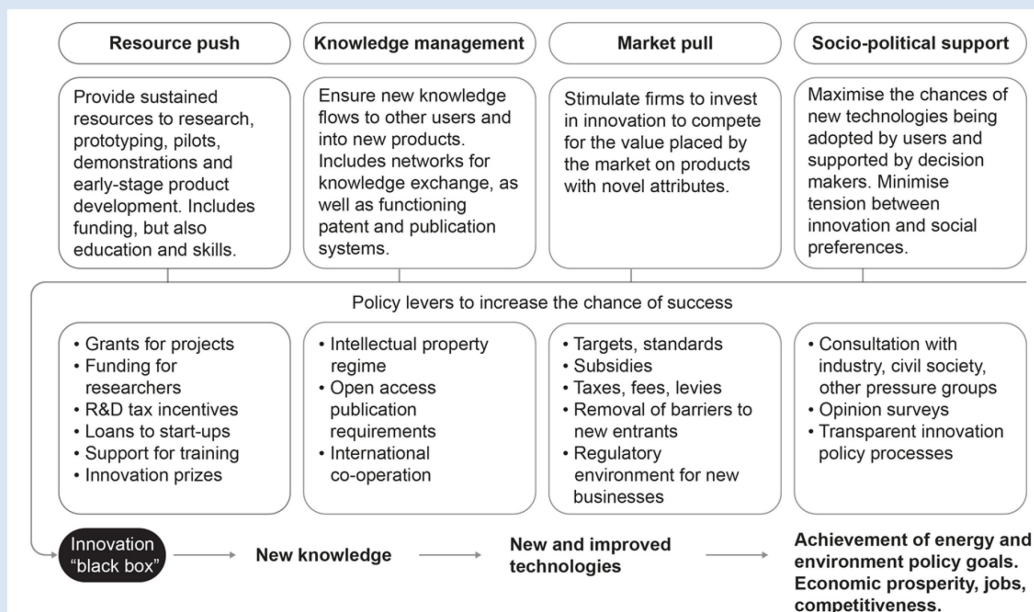 Resource push
Knowledge management
Market pull
Socio-political support
Provide sustained
resources to research,
prototyping, pilots,
demonstrations and
early-stage product
development. Includes
funding, but also
education and skills.
Ensure new knowledge
flows to other users and
into new products.
Includes networks for
knowledge exchange, as
well as functioning
patent and publication
systems.
Stimulate firms to invest
in innovation to compete
for the value placed by
the market on products
with novel attributes.
Maximise the chances of
new technologies being
adopted by users and
supported by decision
makers. Minimise
tension between
innovation and social
preferences.
Policy levers to increase the chance of success
• Grants for projects
• Funding for
researchers
• R&D tax incentives
• Loans to start-ups
• Support for training
• Innovation prizes
• Intellectual property
regime
• Open access
publication
requirements
• International
co-operation
• Targets, standards
• Subsidies
• Taxes, fees, levies
• Removal of barriers to
new entrants
• Regulatory
environment for new
businesses
• Consultation with
industry, civil society,
other pressure groups
• Opinion surveys
• Transparent innovation
policy processes
Innovation
“black box”
New knowledge
New and improved
technologies
Achievement of energy and
environment policy goals.
Economic prosperity, jobs,
competitiveness.